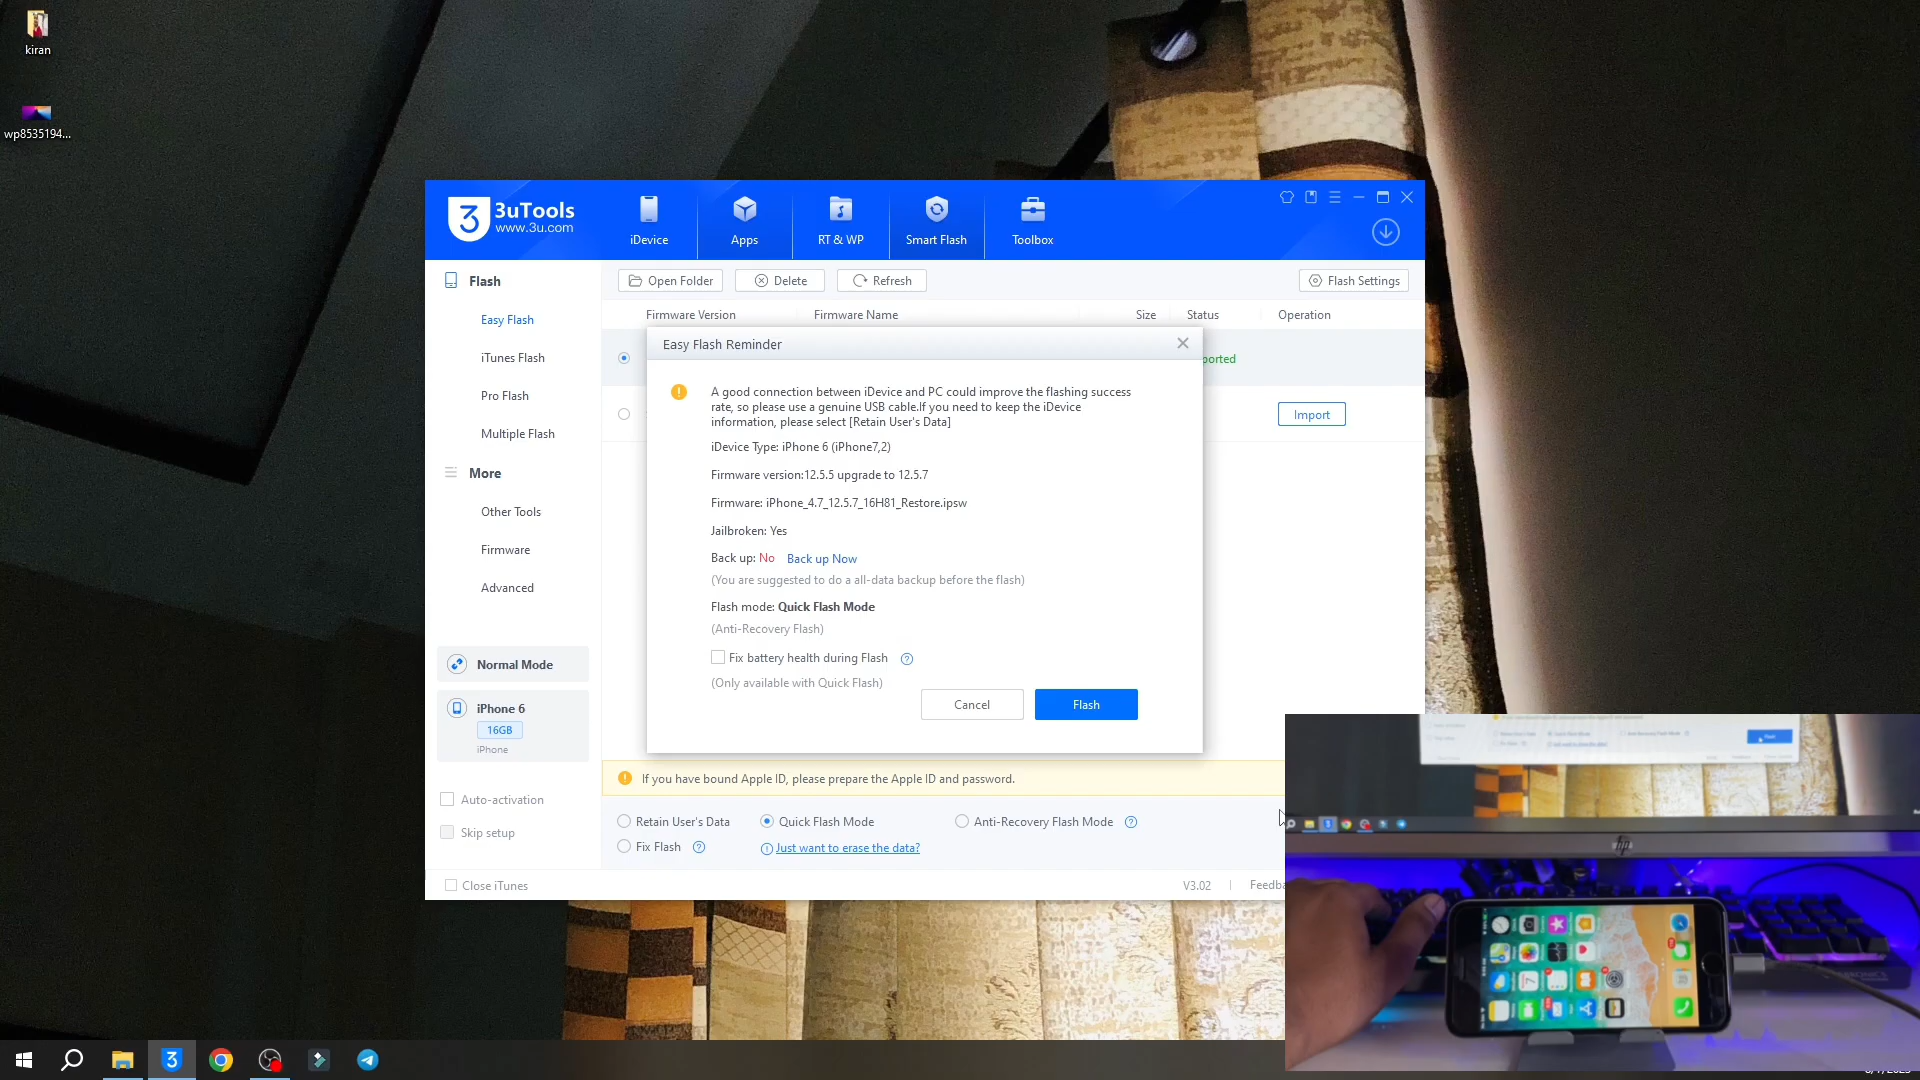 kiran
wp8535194...
3uTools
www.3u.com
iDevice
Apps
RT & WP
Smart Flash
Toolbox
Flash
Open Folder
Delete
Refresh
Flash Settings
Easy Flash
Firmware Version
Firmware Name
Size
Status
Operation
iTunes Flash
Easy Flash Reminder
ported
Pro Flash
A good connection between iDevice and PC could improve the flashing success
rate, so please use a genuine USB cable.If you need to keep the iDevice
information, please select [Retain User's Data]
Import
Multiple Flash
iDevice Type: iPhone 6 (iPhone7,2)
More
Firmware version:12.5.5 upgrade to 12.5.7
Other Tools
Firmware: iPhone_4.7_12.5.7_16H81_Restore.ipsw
Jailbroken: Yes
Firmware
Back up: No Back up Now
(You are suggested to do a all-data backup before the flash)
Advanced
Flash mode: Quick Flash Mode
(Anti-Recovery Flash)
Normal Mode
Fix battery health during Flash
(Only available with Quick Flash)
iPhone 6
16GB
iPhone
Cancel
Flash
If you have bound Apple ID, please prepare the Apple ID and password.
Auto-activation
Retain User's Data
Quick Flash Mode
Anti-Recovery Flash Mode
Skip setup
Fix Flash
Just want to erase the data?
Close iTunes
V3.02
Feedba
hp